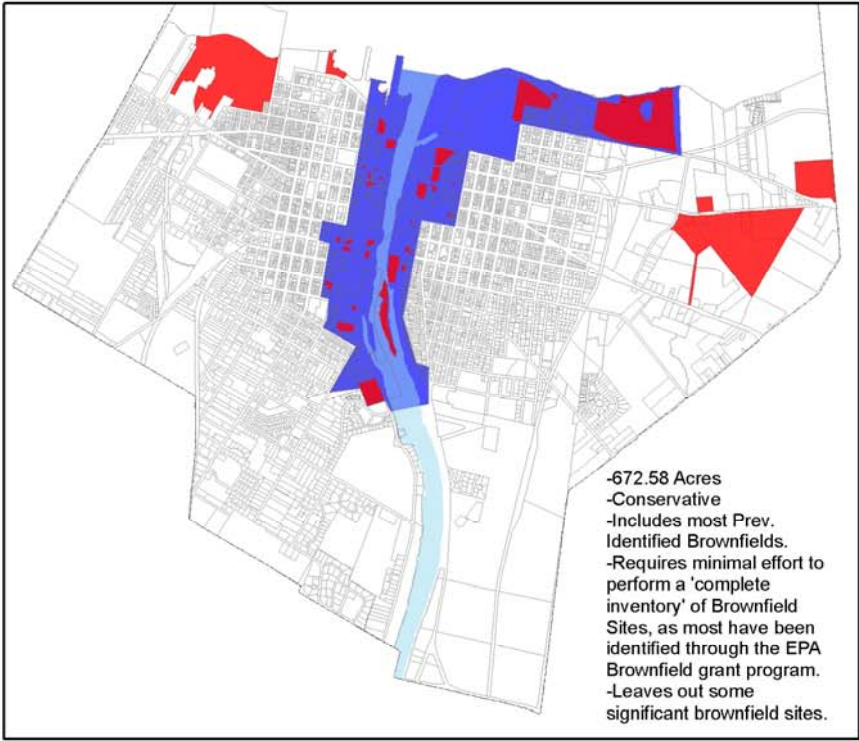 -672.58 Acres
-Conservative
-Includes most Prev.
Identified Brownfields.
-Requires minimal effort to
perform a 'complete
inventory' of Brownfield
Sites, as most have been
identified through the EPA
Brownfield grant program.
-Leaves out some
significant brownfield sites.